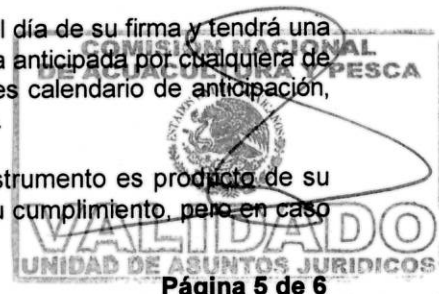 l día de su firma y tendrá una
COMISIÓN NACIONAL
a anticipada por cualquiera de
DE ACUACULTURA Y PESCA
es calendario de anticipación,
strumento es producto de su
u cumplimiento, pero en caso
VALIDADO
UNIDAD DE ASUNTOS JURIDICOS
Página 5 de 6